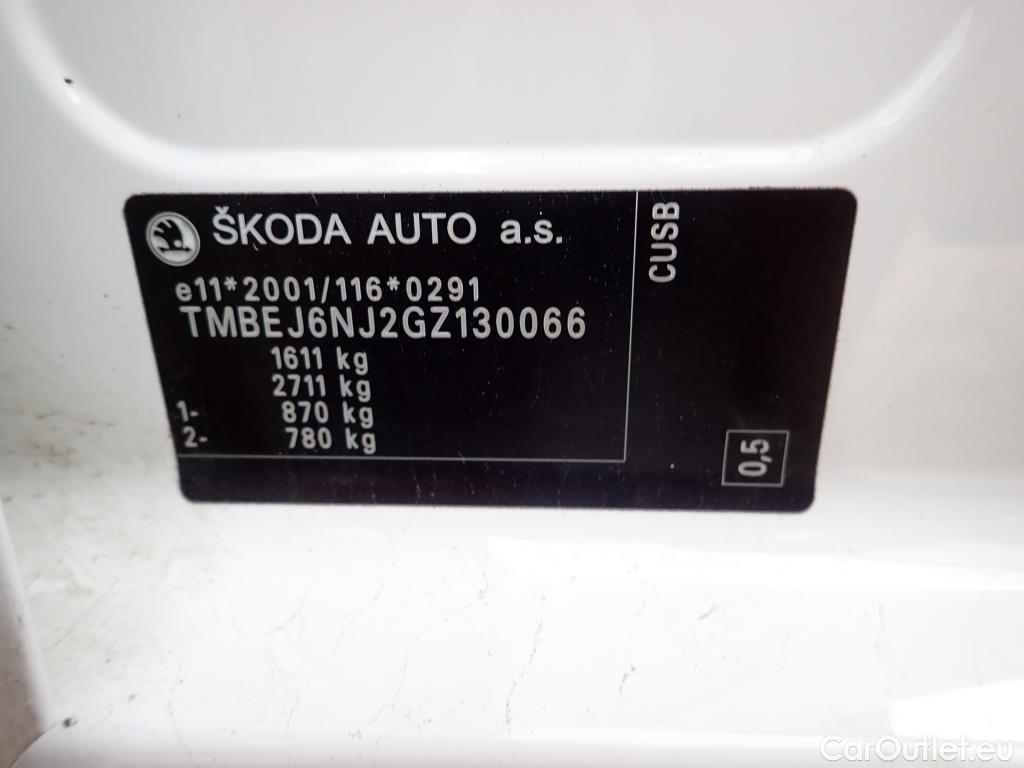 ŠKODA AUTO a.s.
e11*2001/116*0291
TMBEJ6NJ2GZ130066
1611 kg
2711 kg
1- 870 kg
2- 780 kg
CUSB
0,5
CarOutlet.eu